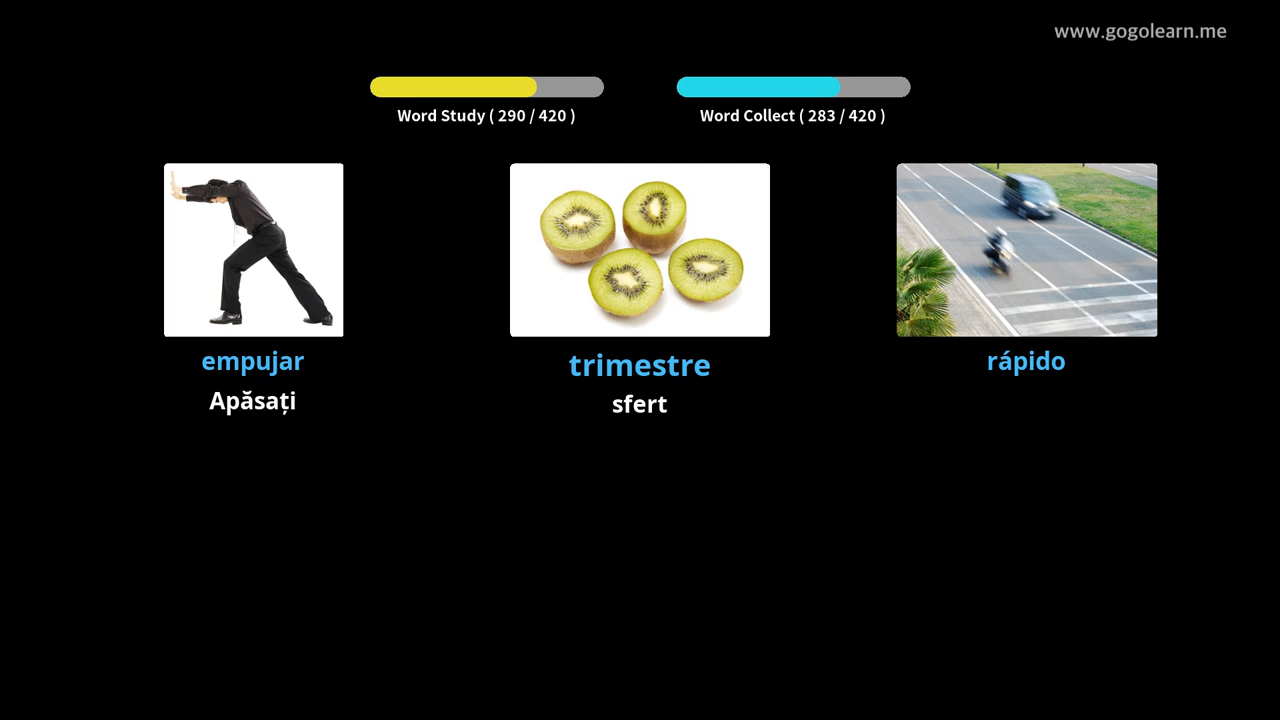 www.gogolearn.me
Word Study ( 290 / 420 )
Word Collect ( 283 / 420 )
empujar
Apăsați
trimestre
sfert
rápido